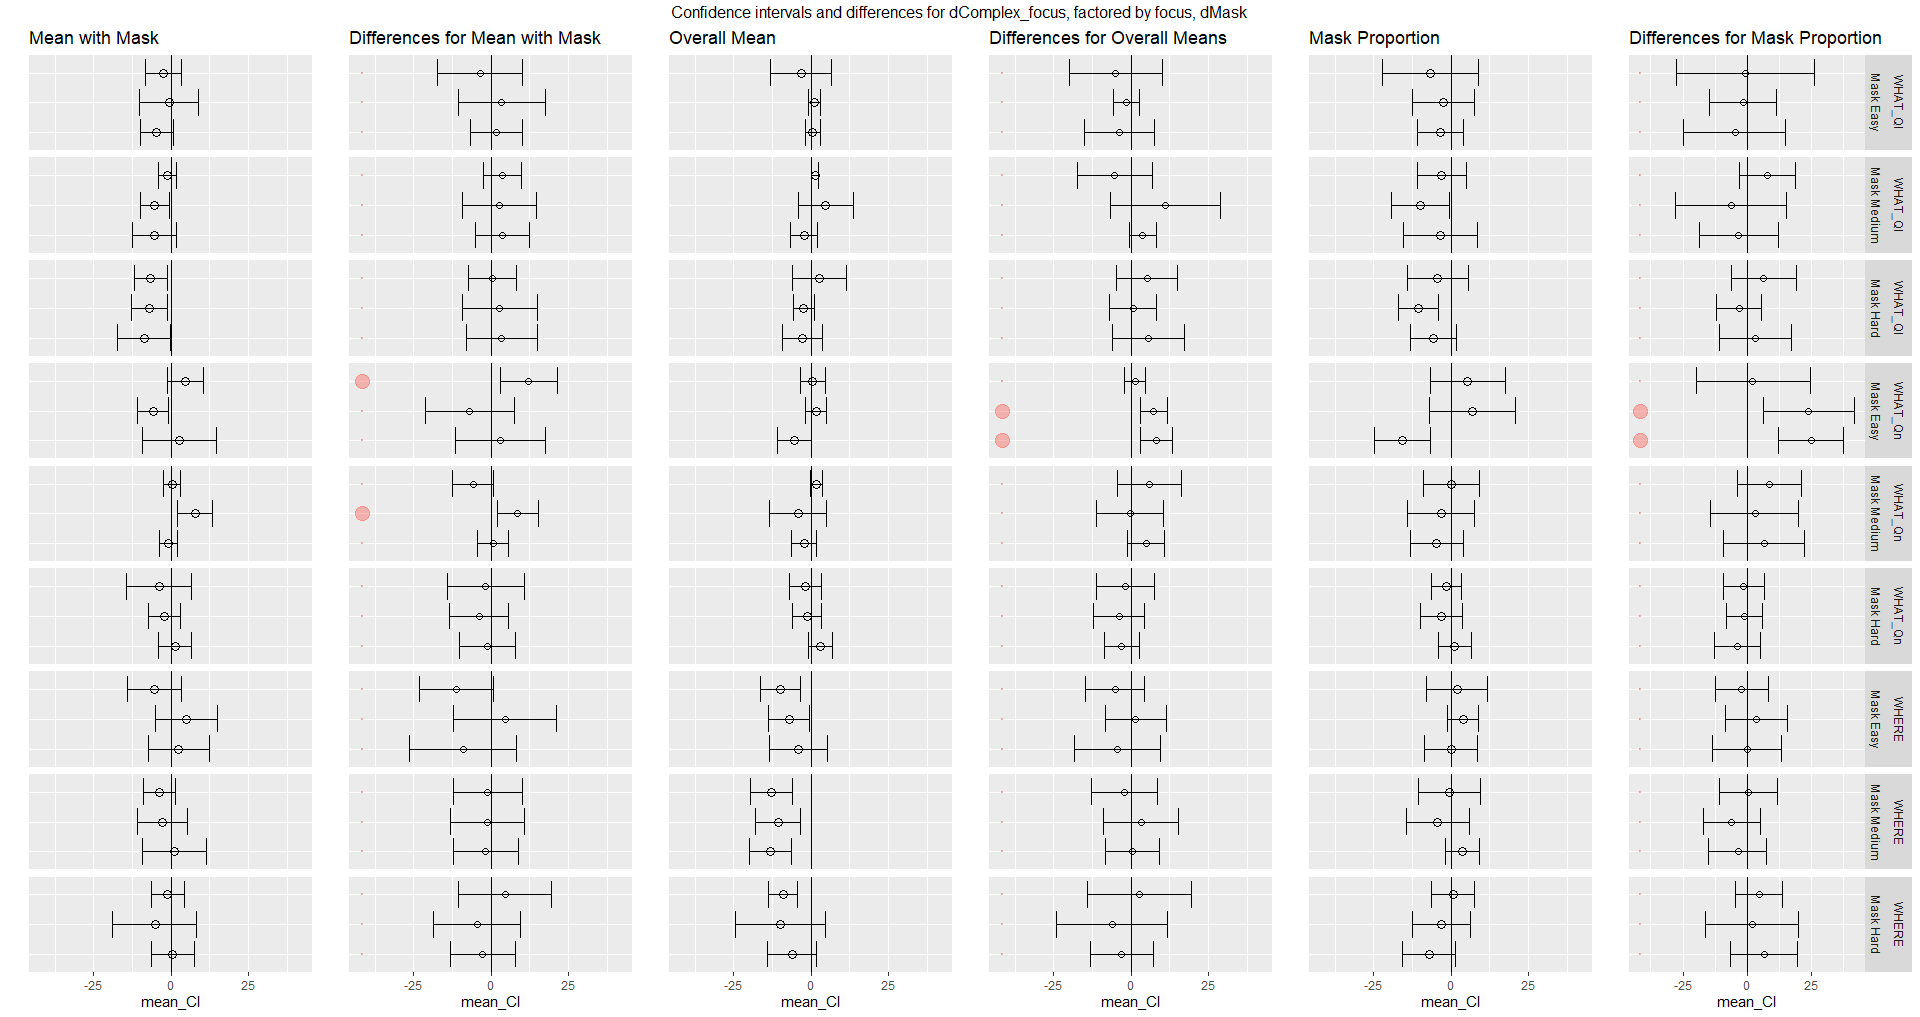 Confidence intervals and differences for dComplex_focus, factored by focus, dMask
Mean with Mask
Differences for Mean with Mask
Overall Mean
Differences for Overall Means
Mask Proportion
Differences for Mask Proportion
WHAT_Ql
Mask Easy
WHAT_Ql
Mask Medium
WHAT_Ql
Mask Hard
WHAT_Qn
Mask Easy
WHAT_Qn
Mask Medium
WHAT_Qn
Mask Hard
WHERE
Mask Easy
WHERE
Mask Medium
WHERE
Mask Hard
-25 0 25
-25 0 25
-25 0 25
-25 0 25
-25 0 25
-25 0 25
mean_CI
mean_CI
mean_CI
mean_CI
mean_CI
mean_CI